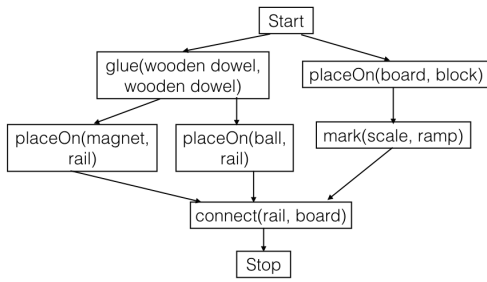 Start
glue(wooden dowel,
wooden dowel)
placeOn(board, block)
placeOn(magnet,
rail)
placeOn(ball,
rail)
mark(scale, ramp)
connect(rail, board)
Stop